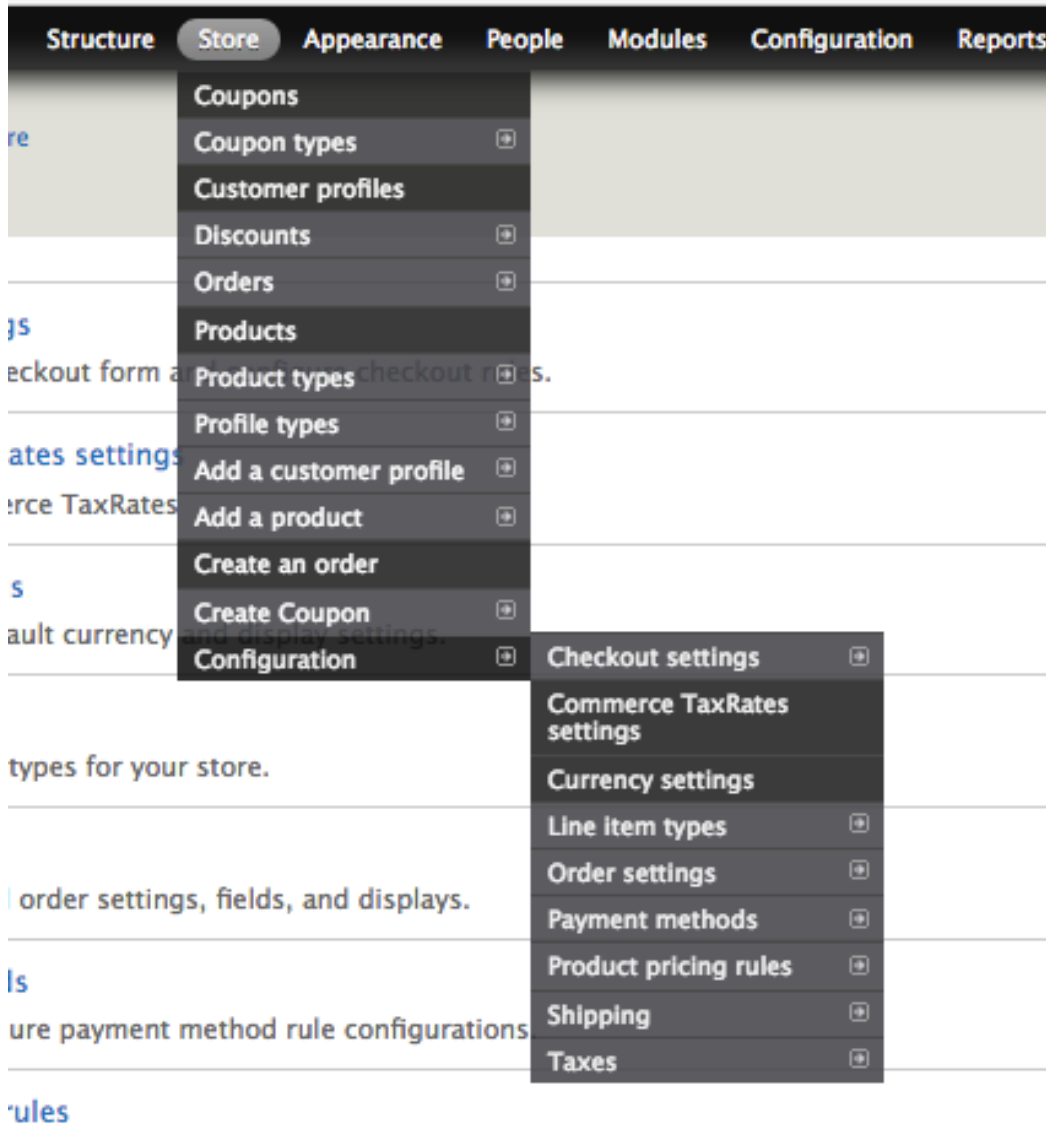 Structure Store Appearance People Modules Configuration Reports
Coupons
re
Coupon types
Customer profiles
Discounts
Orders
gs
Products
eckout form and configure checkout rules.
Product types
Profile types
ates settings
Add a customer profile
erce TaxRates
Add a product
Create an order
s
Create Coupon
ault currency and display settings.
Configuration
Checkout settings
Commerce TaxRates
settings
types for your store.
Currency settings
Line item types
Order settings
order settings, fields, and displays.
Payment methods
Product pricing rules
ls
Shipping
ure payment method rule configurations.
Taxes
rules